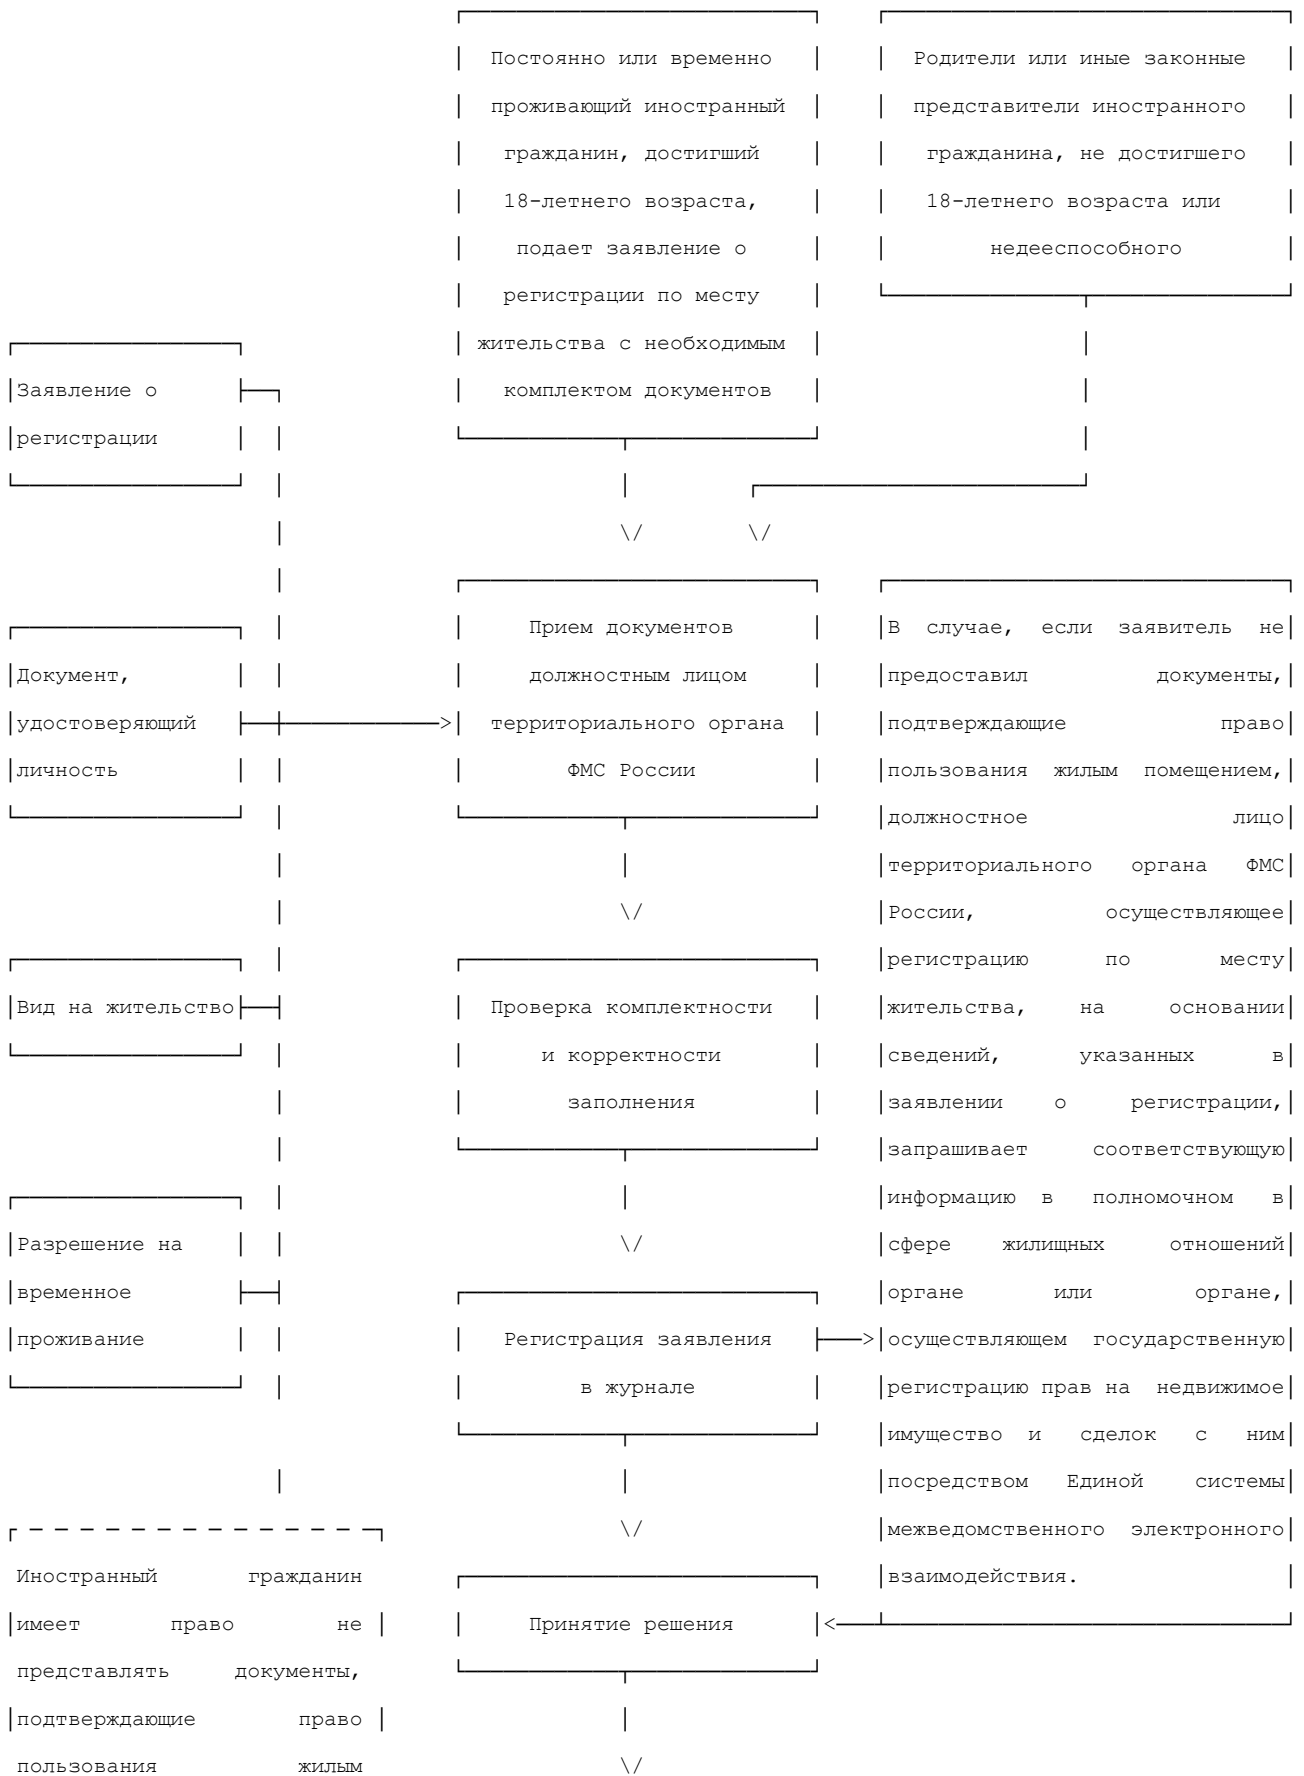 Постоянно или временно
проживающий иностранный
гражданин, достигший
18-летнего возраста,
подает заявление о
регистрации по месту
жительства с необходимым
комплектом документов
Родители или иные законные
представители иностранного
гражданина, не достигшего
18-летнего возраста или
недееспособного
Заявление о
регистрации
Документ,
удостоверяющий
личность
Вид на жительство
Разрешение на
временное
проживание
Прием документов
должностным лицом
территориального органа
ФМС России
Проверка комплектности
и корректности
заполнения
Регистрация заявления
в журнале
В случае, если заявитель не
предоставил документы,
подтверждающие право
пользования жилым помещением,
должностное лицо
территориального органа ФМС
России, осуществляющее
регистрацию по месту
жительства, на основании
сведений, указанных в
заявлении о регистрации,
запрашивает соответствующую
информацию в полномочном в
сфере жилищных отношений
органе или органе,
осуществляющем государственную
регистрацию прав на недвижимое
имущество и сделок с ним
посредством Единой системы
межведомственного электронного
взаимодействия.
Принятие решения
Иностранный гражданин
имеет право не
представлять документы,
подтверждающие право
пользования жилым